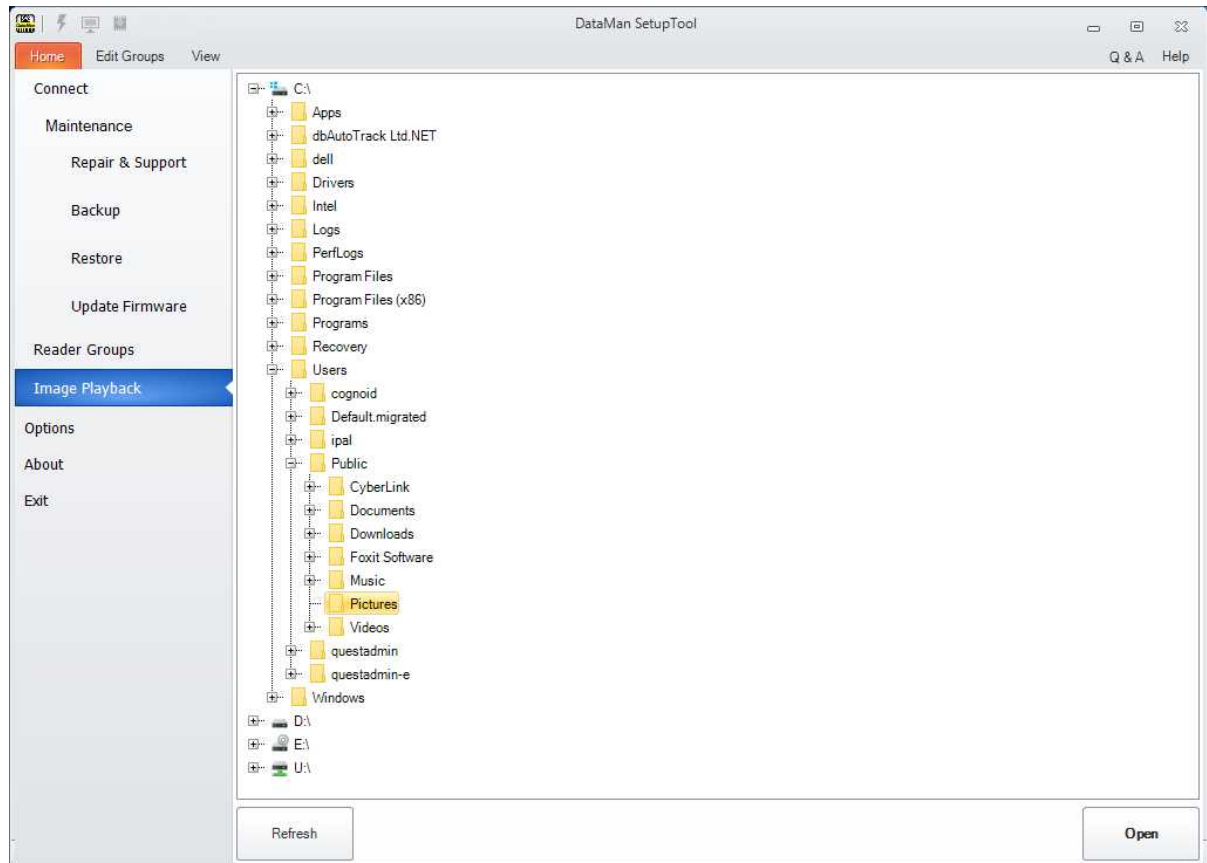 DataMan SetupTool
Home Edit Groups View Q & A Help
Connect
Maintenance
Repair & Support
Backup
Restore
Update Firmware
Reader Groups
Image Playback
Options
About
Exit
C:\
Apps
dbAutoTrack Ltd.NET
dell
Drivers
Intel
Logs
PerfLogs
Program Files
Program Files (x86)
Programs
Recovery
Users
cognoid
Default.migrated
ipal
Public
CyberLink
Documents
Downloads
Foxit Software
Music
Pictures
Videos
questadmin
questadmin-e
Windows
D:\
E:\
U:\
Refresh Open